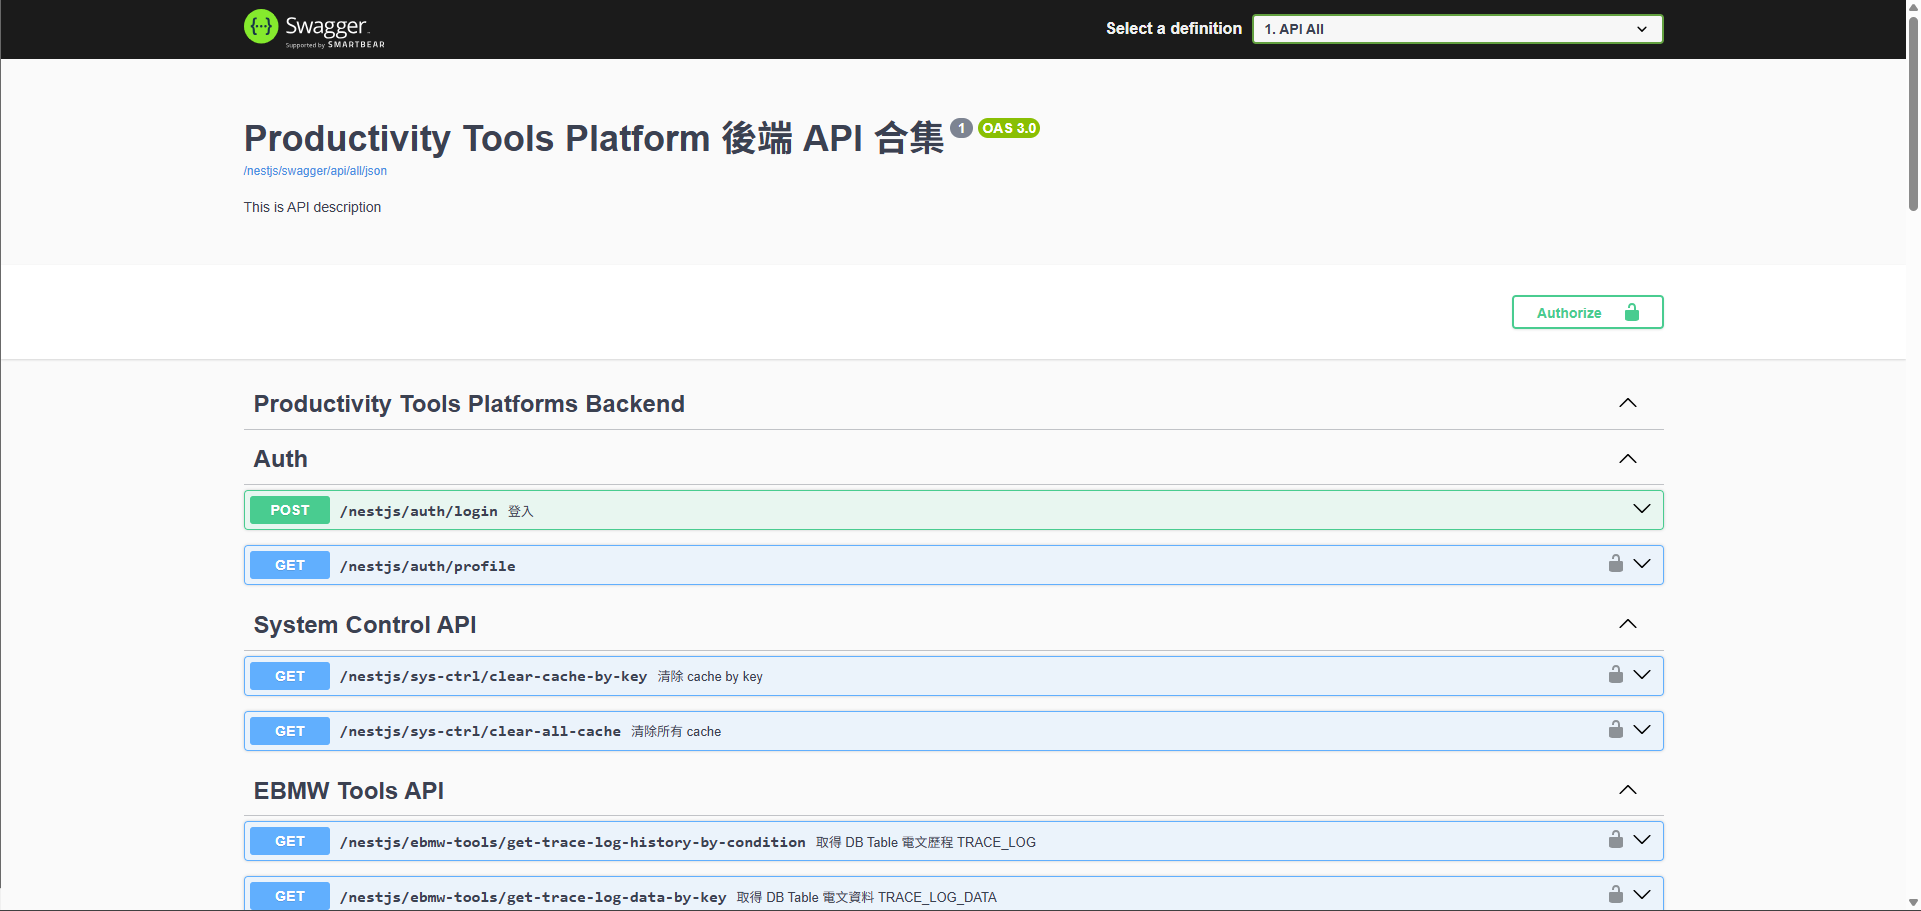 Swagger
Supported by SMARTBEAR
Select a definition
1. API All
Productivity Tools Platform 後端 API 合集 1 OAS 3.0
/nestjs/swagger/api/all/json
This is API description
Authorize
Productivity Tools Platforms Backend
Auth
POST /nestjs/auth/login 登入
GET /nestjs/auth/profile
System Control API
GET /nestjs/sys-ctrl/clear-cache-by-key 清除 cache by key
GET /nestjs/sys-ctrl/clear-all-cache 清除所有 cache
EBMW Tools API
GET /nestjs/ebmw-tools/get-trace-log-history-by-condition 取得 DB Table 電文歷程 TRACE_LOG
GET /nestjs/ebmw-tools/get-trace-log-data-by-key 取得 DB Table 電文資料 TRACE_LOG_DATA